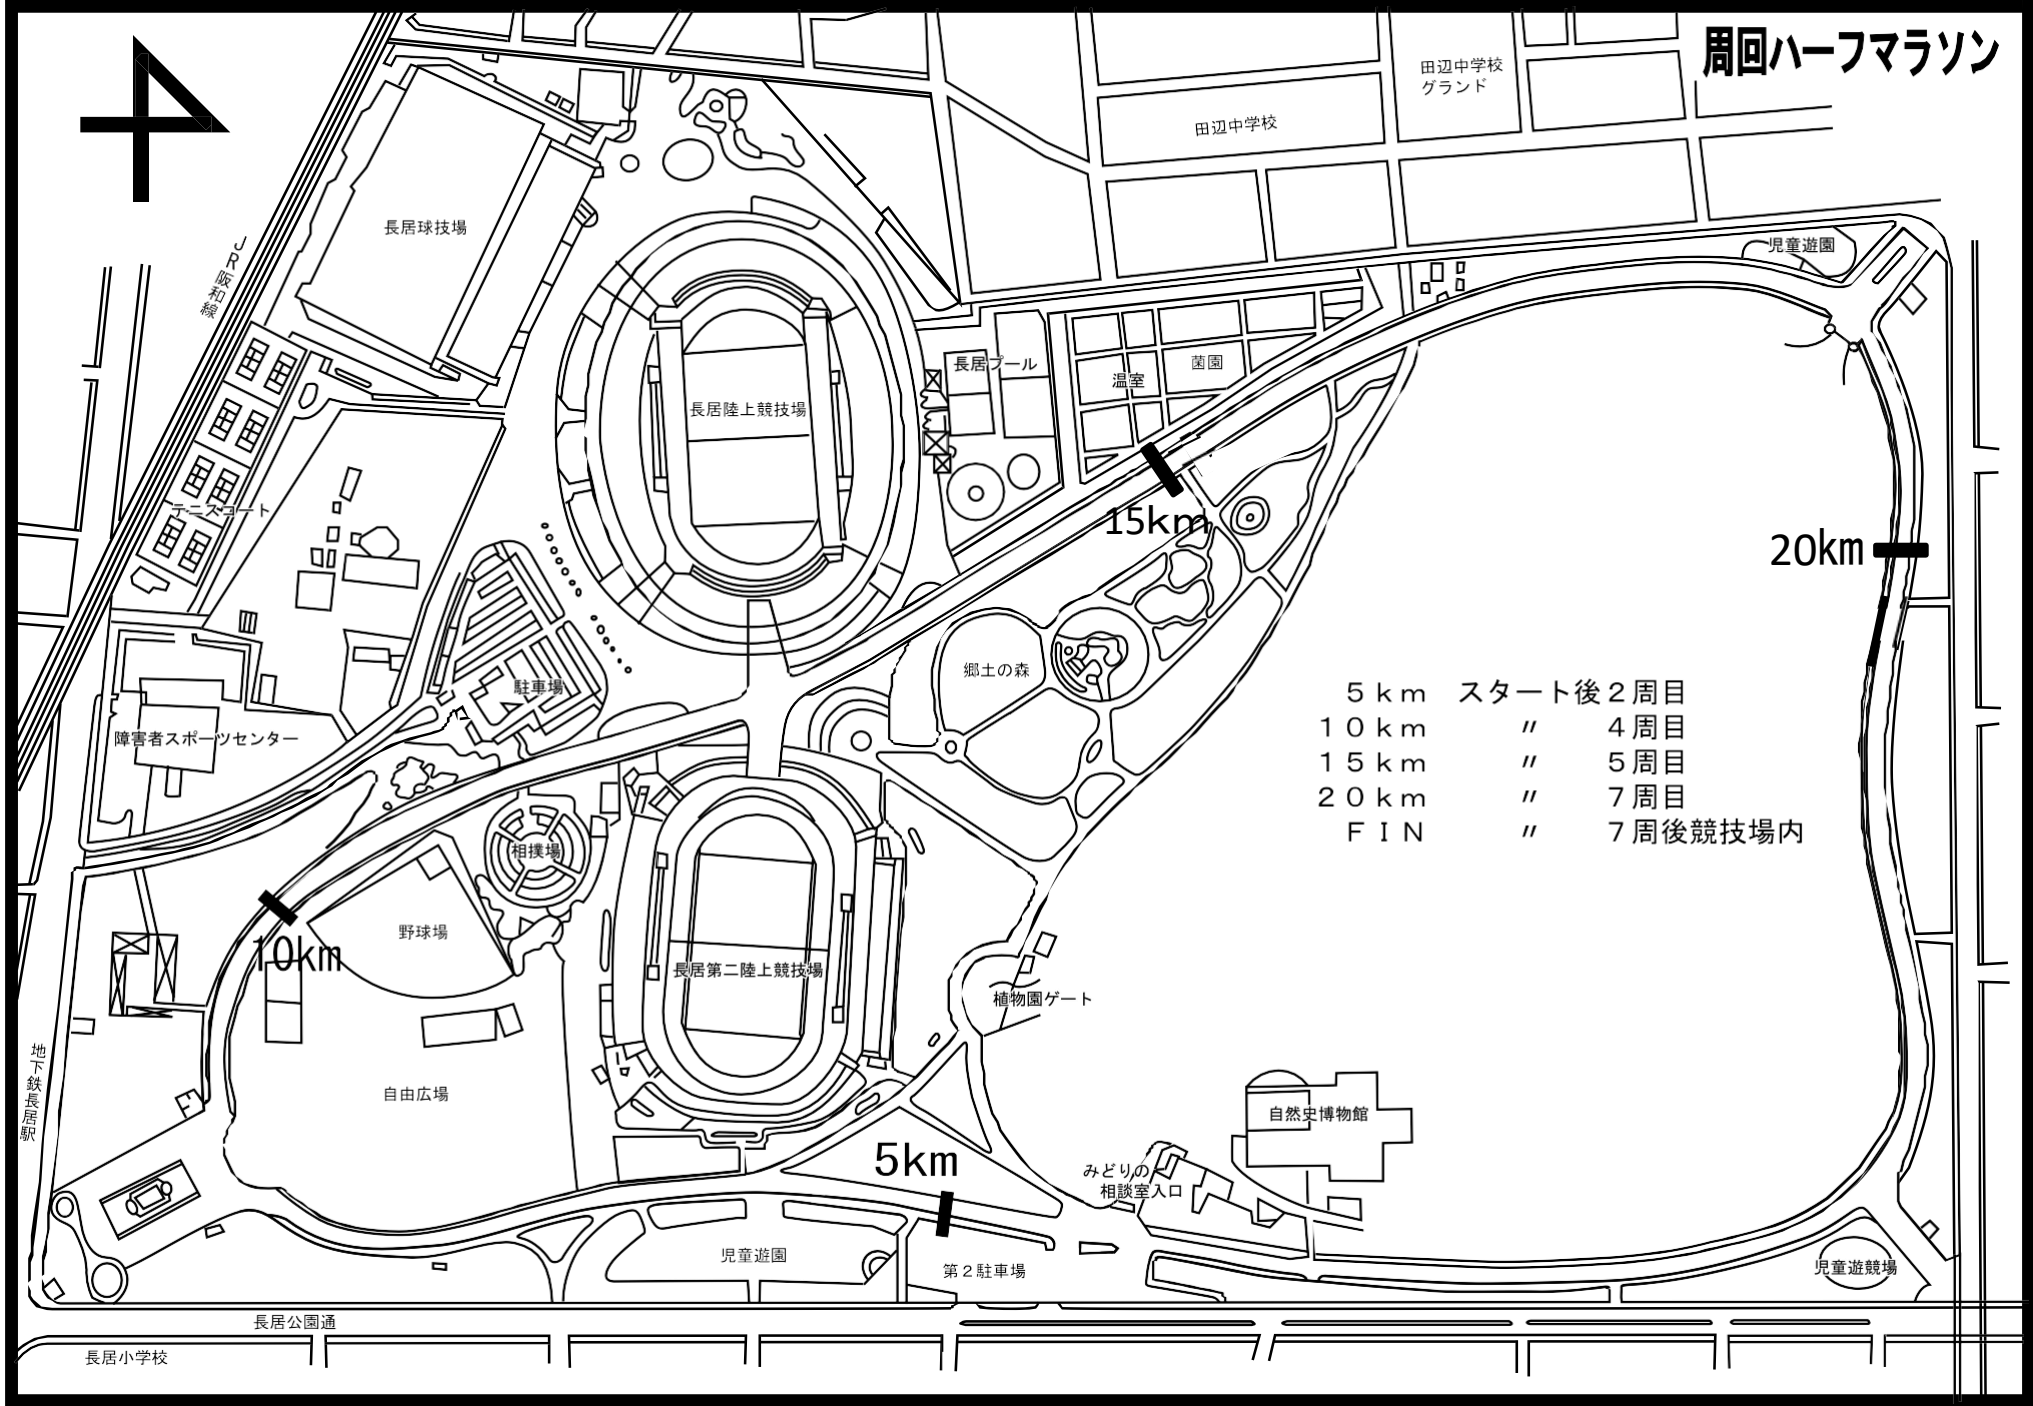 周回ハーフマラソン
田辺中学校
グランド
田辺中学校
長居球技場
児童遊園
JR阪和線
長居プール
菌園
温室
長居陸上競技場
テニスコート
15km
20km
郷土の森
駐車場
障害者スポーツセンター
5km スタート後2周目
10km 〃 4周目
15km 〃 5周目
20km 〃 7周目
FIN 〃 7周後競技場内
相撲場
野球場
10km
長居第二陸上競技場
植物園ゲート
地下鉄長居駅
自由広場
自然史博物館
5km
みどりの
相談室入口
児童遊園
第2駐車場
児童遊競場
長居公園通
長居小学校